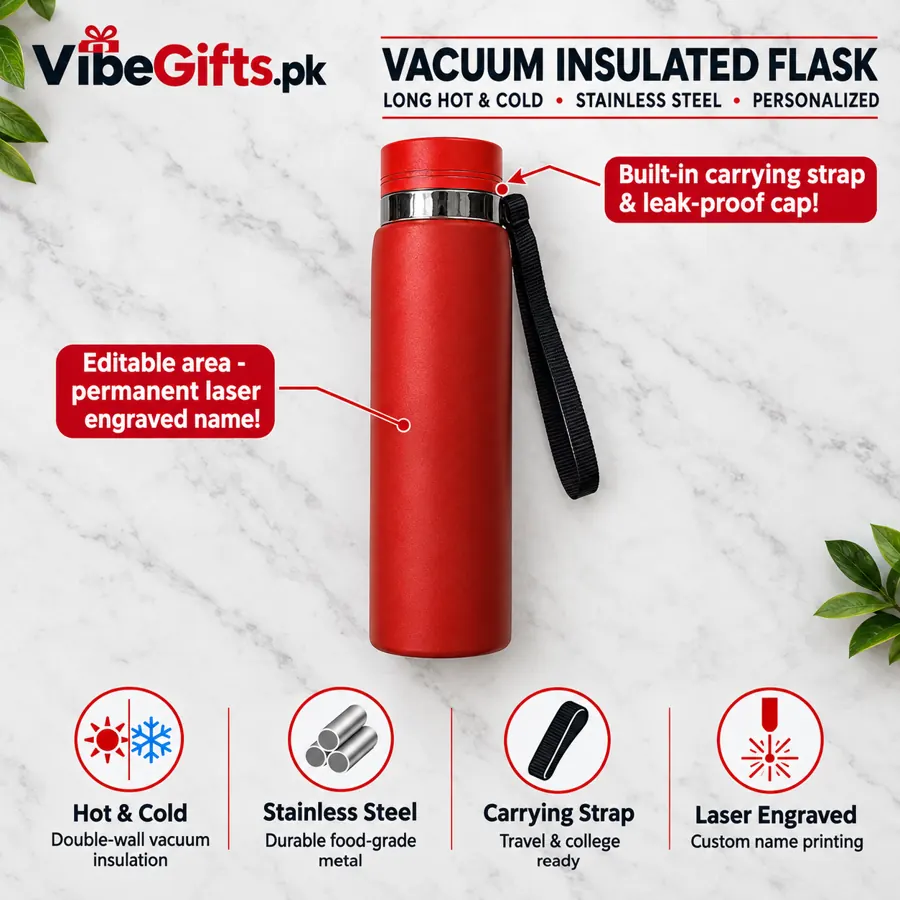 VibeGifts.pk
VACUUM INSULATED FLASK
LONG HOT & COLD • STAINLESS STEEL • PERSONALIZED
Built-in carrying strap
& leak-proof cap!
Editable area -
permanent laser
engraved name!
Hot & Cold
Double-wall vacuum
insulation
Stainless Steel
Durable food-grade
metal
Carrying Strap
Travel & college
ready
Laser Engraved
Custom name printing